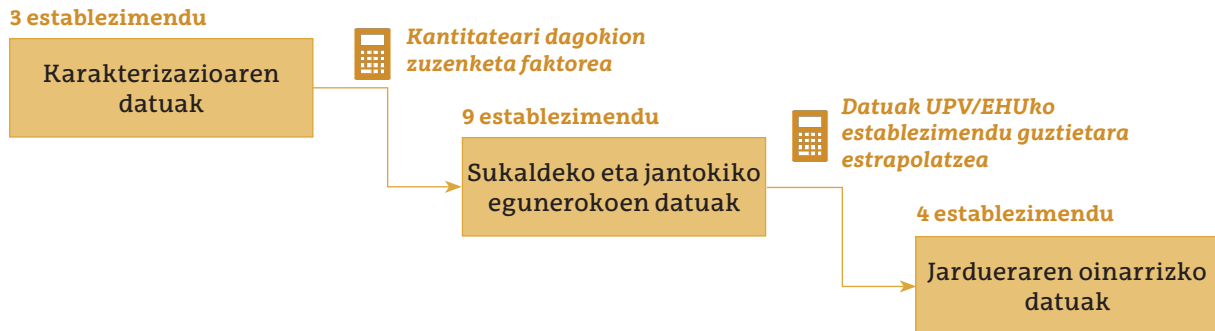 3 establezimendu
Karakterizazioaren
datuak
Kantitateari dagokion
zuzenketa faktorea
9 establezimendu
Sukaldeko eta jantokiko
egunerokoen datuak
Datuak UPV/EHUko
establezimendu guztietara
estrapolatzea
4 establezimendu
Jardueraren oinarrizko
datuak